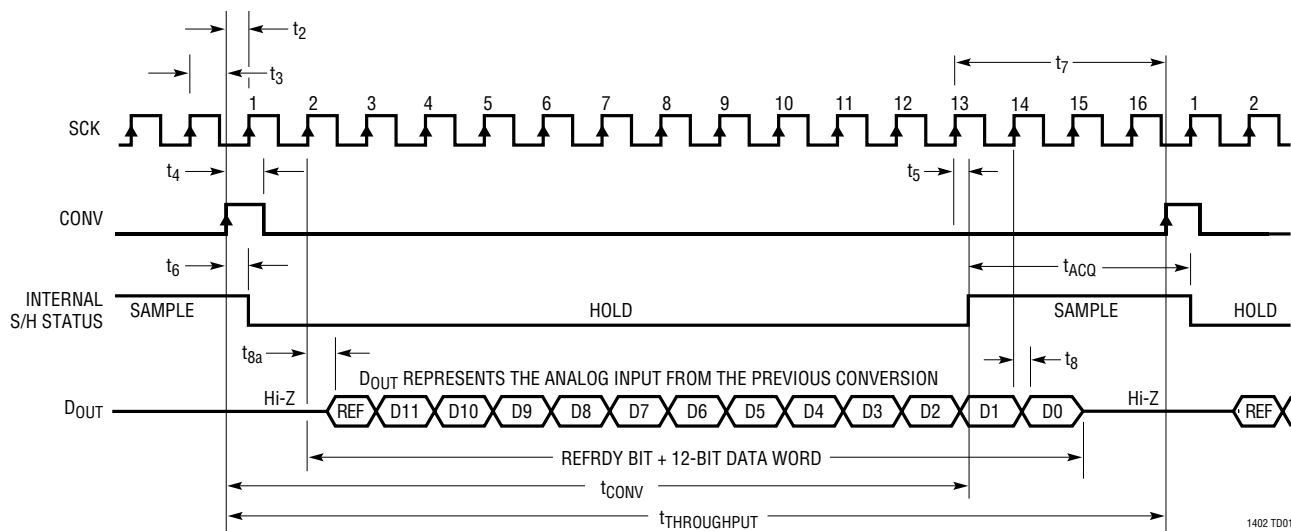 t2
t3
t7
1 2 3 4 5 6 7 8 9 10 11 12 13 14 15 16 1 2
SCK
t4
t5
CONV
t6
tACQ
INTERNAL
S/H STATUS
SAMPLE HOLD SAMPLE HOLD
t8a
t8
DOUT REPRESENTS THE ANALOG INPUT FROM THE PREVIOUS CONVERSION
DOUT
Hi-Z REF D11 D10 D9 D8 D7 D6 D5 D4 D3 D2 D1 D0 Hi-Z REF
REFRDY BIT + 12-BIT DATA WORD
tCONV
tTHROUGHPUT
1402 TD01